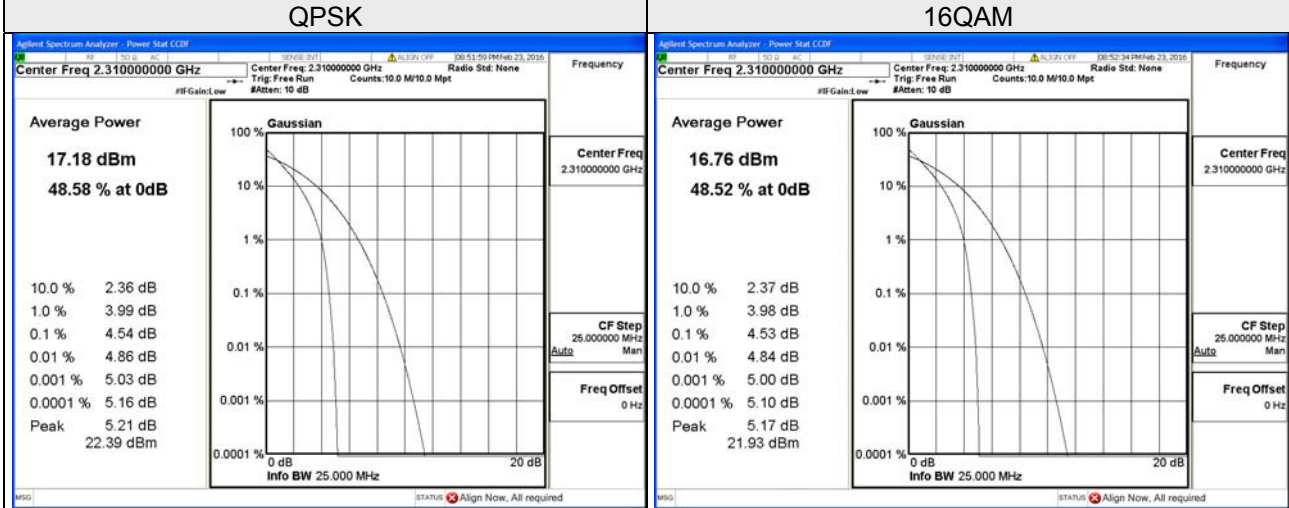 QPSK
Agilent Spectrum Analyzer - Power Stat CCDF
RF 50 Ω AC SENSE:INT ALIGN OFF 08:51:59 PM Feb 23, 2016
Center Freq 2.310000000 GHz
Center Freq: 2.310000000 GHz Radio Std: None
Trig: Free Run Counts:10.0 M/10.0 Mpt
#IFGain:Low #Atten: 10 dB
Frequency
Average Power
17.18 dBm
48.58 % at 0dB
10.0 % 2.36 dB
1.0 % 3.99 dB
0.1 % 4.54 dB
0.01 % 4.86 dB
0.001 % 5.03 dB
0.0001 % 5.16 dB
Peak 5.21 dB
22.39 dBm
Gaussian
100 %
10 %
1 %
0.1 %
0.01 %
0.001 %
0.0001 %
0 dB 20 dB
Info BW 25.000 MHz
Center Freq
2.310000000 GHz
CF Step
25.000000 MHz
Auto Man
Freq Offset
0 Hz
MSG STATUS Align Now, All required
16QAM
Agilent Spectrum Analyzer - Power Stat CCDF
RF 50 Ω AC SENSE:INT ALIGN OFF 08:52:34 PM Feb 23, 2016
Center Freq 2.310000000 GHz
Center Freq: 2.310000000 GHz Radio Std: None
Trig: Free Run Counts:10.0 M/10.0 Mpt
#IFGain:Low #Atten: 10 dB
Frequency
Average Power
16.76 dBm
48.52 % at 0dB
10.0 % 2.37 dB
1.0 % 3.98 dB
0.1 % 4.53 dB
0.01 % 4.84 dB
0.001 % 5.00 dB
0.0001 % 5.10 dB
Peak 5.17 dB
21.93 dBm
Gaussian
100 %
10 %
1 %
0.1 %
0.01 %
0.001 %
0.0001 %
0 dB 20 dB
Info BW 25.000 MHz
Center Freq
2.310000000 GHz
CF Step
25.000000 MHz
Auto Man
Freq Offset
0 Hz
MSG STATUS Align Now, All required